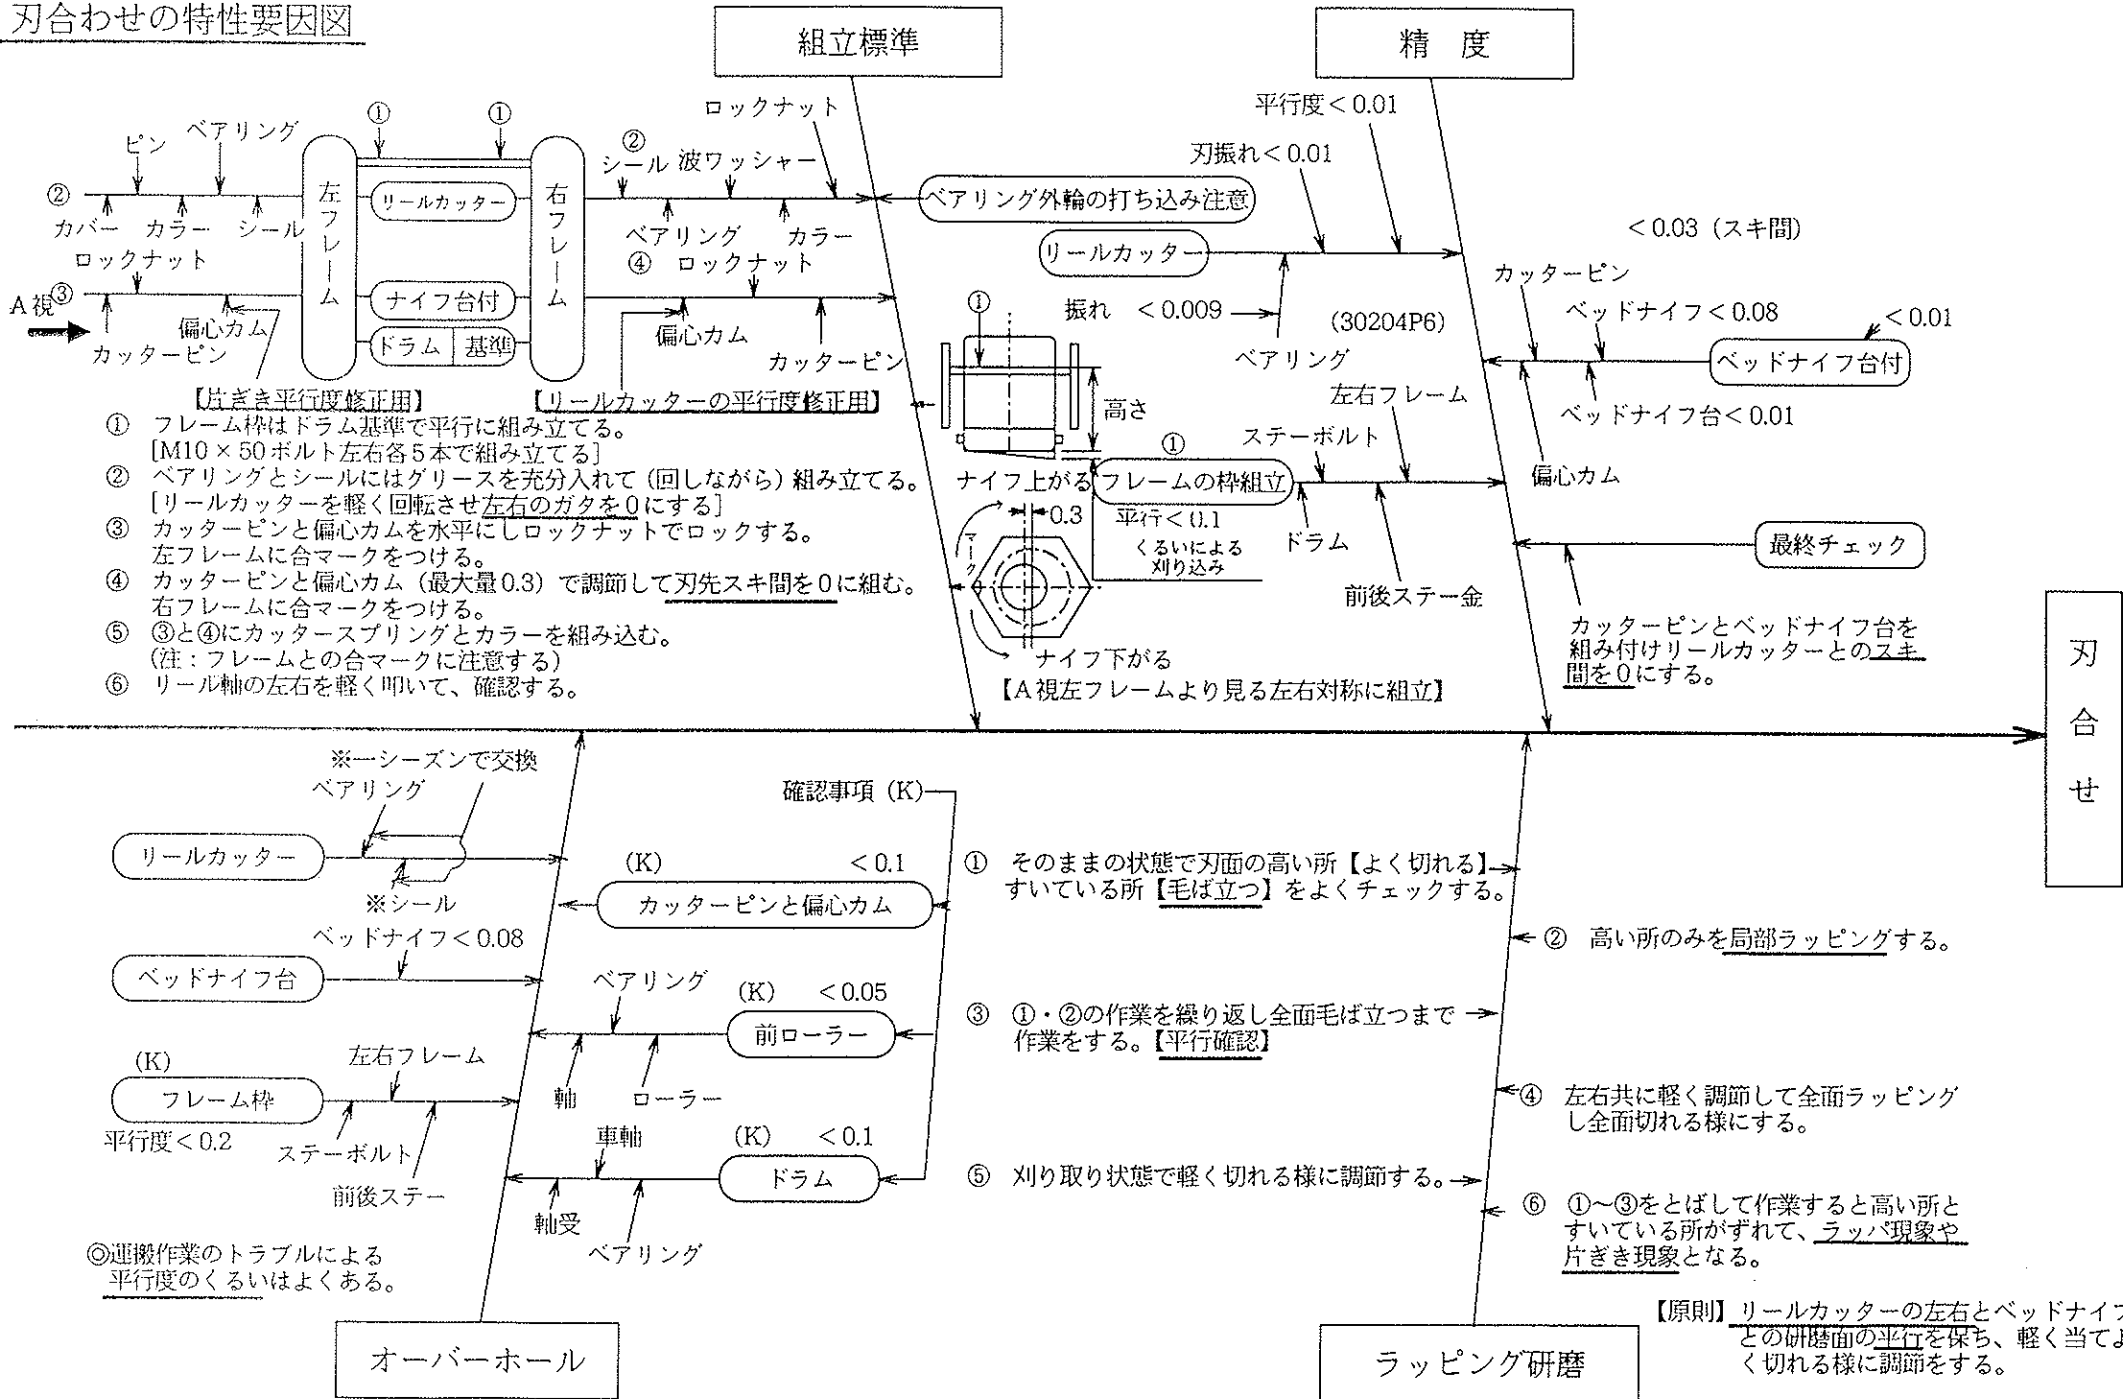 刃合わせの特性要因図
組立標準
精 度
① ①
ピン ベアリング
② カバー カラー シール
左フレーム
リールカッター
右フレーム
②
シール 波ワッシャー ロックナット
ベアリング カラー
ベアリング外輪の打ち込み注意
A視 ③ ロックナット
カッターピン 偏心カム
ナイフ台付
ドラム 基準
④ ロックナット
偏心カム カッターピン
【片ぎき平行度修正用】
【リールカッターの平行度修正用】
① フレーム枠はドラム基準で平行に組み立てる。
[M10×50ボルト左右各5本で組み立てる]
② ベアリングとシールにはグリースを充分入れて(回しながら)組み立てる。
[リールカッターを軽く回転させ左右のガタを0にする]
③ カッターピンと偏心カムを水平にしロックナットでロックする。
左フレームに合マークをつける。
④ カッターピンと偏心カム(最大量0.3)で調節して刃先スキ間を0に組む。
右フレームに合マークをつける。
⑤ ③と④にカッタースプリングとカラーを組み込む。
(注:フレームとの合マークに注意する)
⑥ リール軸の左右を軽く叩いて、確認する。
①
高さ
ナイフ上がる
0.3
マーク
ナイフ下がる
【A視左フレームより見る左右対称に組立】
平行度<0.01
刃振れ<0.01
リールカッター
振れ <0.009
(30204P6)
ベアリング
<0.03(スキ間)
カッターピン
ベッドナイフ<0.08
<0.01
ベッドナイフ台付
ベッドナイフ台<0.01
偏心カム
左右フレーム
ステーボルト
①
フレームの枠組立
平行<0.1
くるいによる
刈り込み
ドラム
前後ステー金
最終チェック
カッターピンとベッドナイフ台を
組み付けリールカッターとのスキ
間を0にする。
刃合せ
※一シーズンで交換
ベアリング
リールカッター
※シール
ベッドナイフ<0.08
ベッドナイフ台
(K)
フレーム枠
平行度<0.2
左右フレーム
ステーボルト
前後ステー
◎運搬作業のトラブルによる
平行度のくるいはよくある。
確認事項(K)
(K) <0.1
カッターピンと偏心カム
ベアリング
(K) <0.05
前ローラー
軸 ローラー
車軸
(K) <0.1
ドラム
軸受
ベアリング
オーバーホール
① そのままの状態で刃面の高い所【よく切れる】
すいている所【毛ば立つ】をよくチェックする。
② 高い所のみを局部ラッピングする。
③ ①・②の作業を繰り返し全面毛ば立つまで
作業をする。【平行確認】
④ 左右共に軽く調節して全面ラッピング
し全面切れる様にする。
⑤ 刈り取り状態で軽く切れる様に調節する。
⑥ ①〜③をとばして作業すると高い所と
すいている所がずれて、ラッパ現象や
片ぎき現象となる。
【原則】リールカッターの左右とベッドナイフ
との研磨面の平行を保ち、軽く当てよ
く切れる様に調節をする。
ラッピング研磨